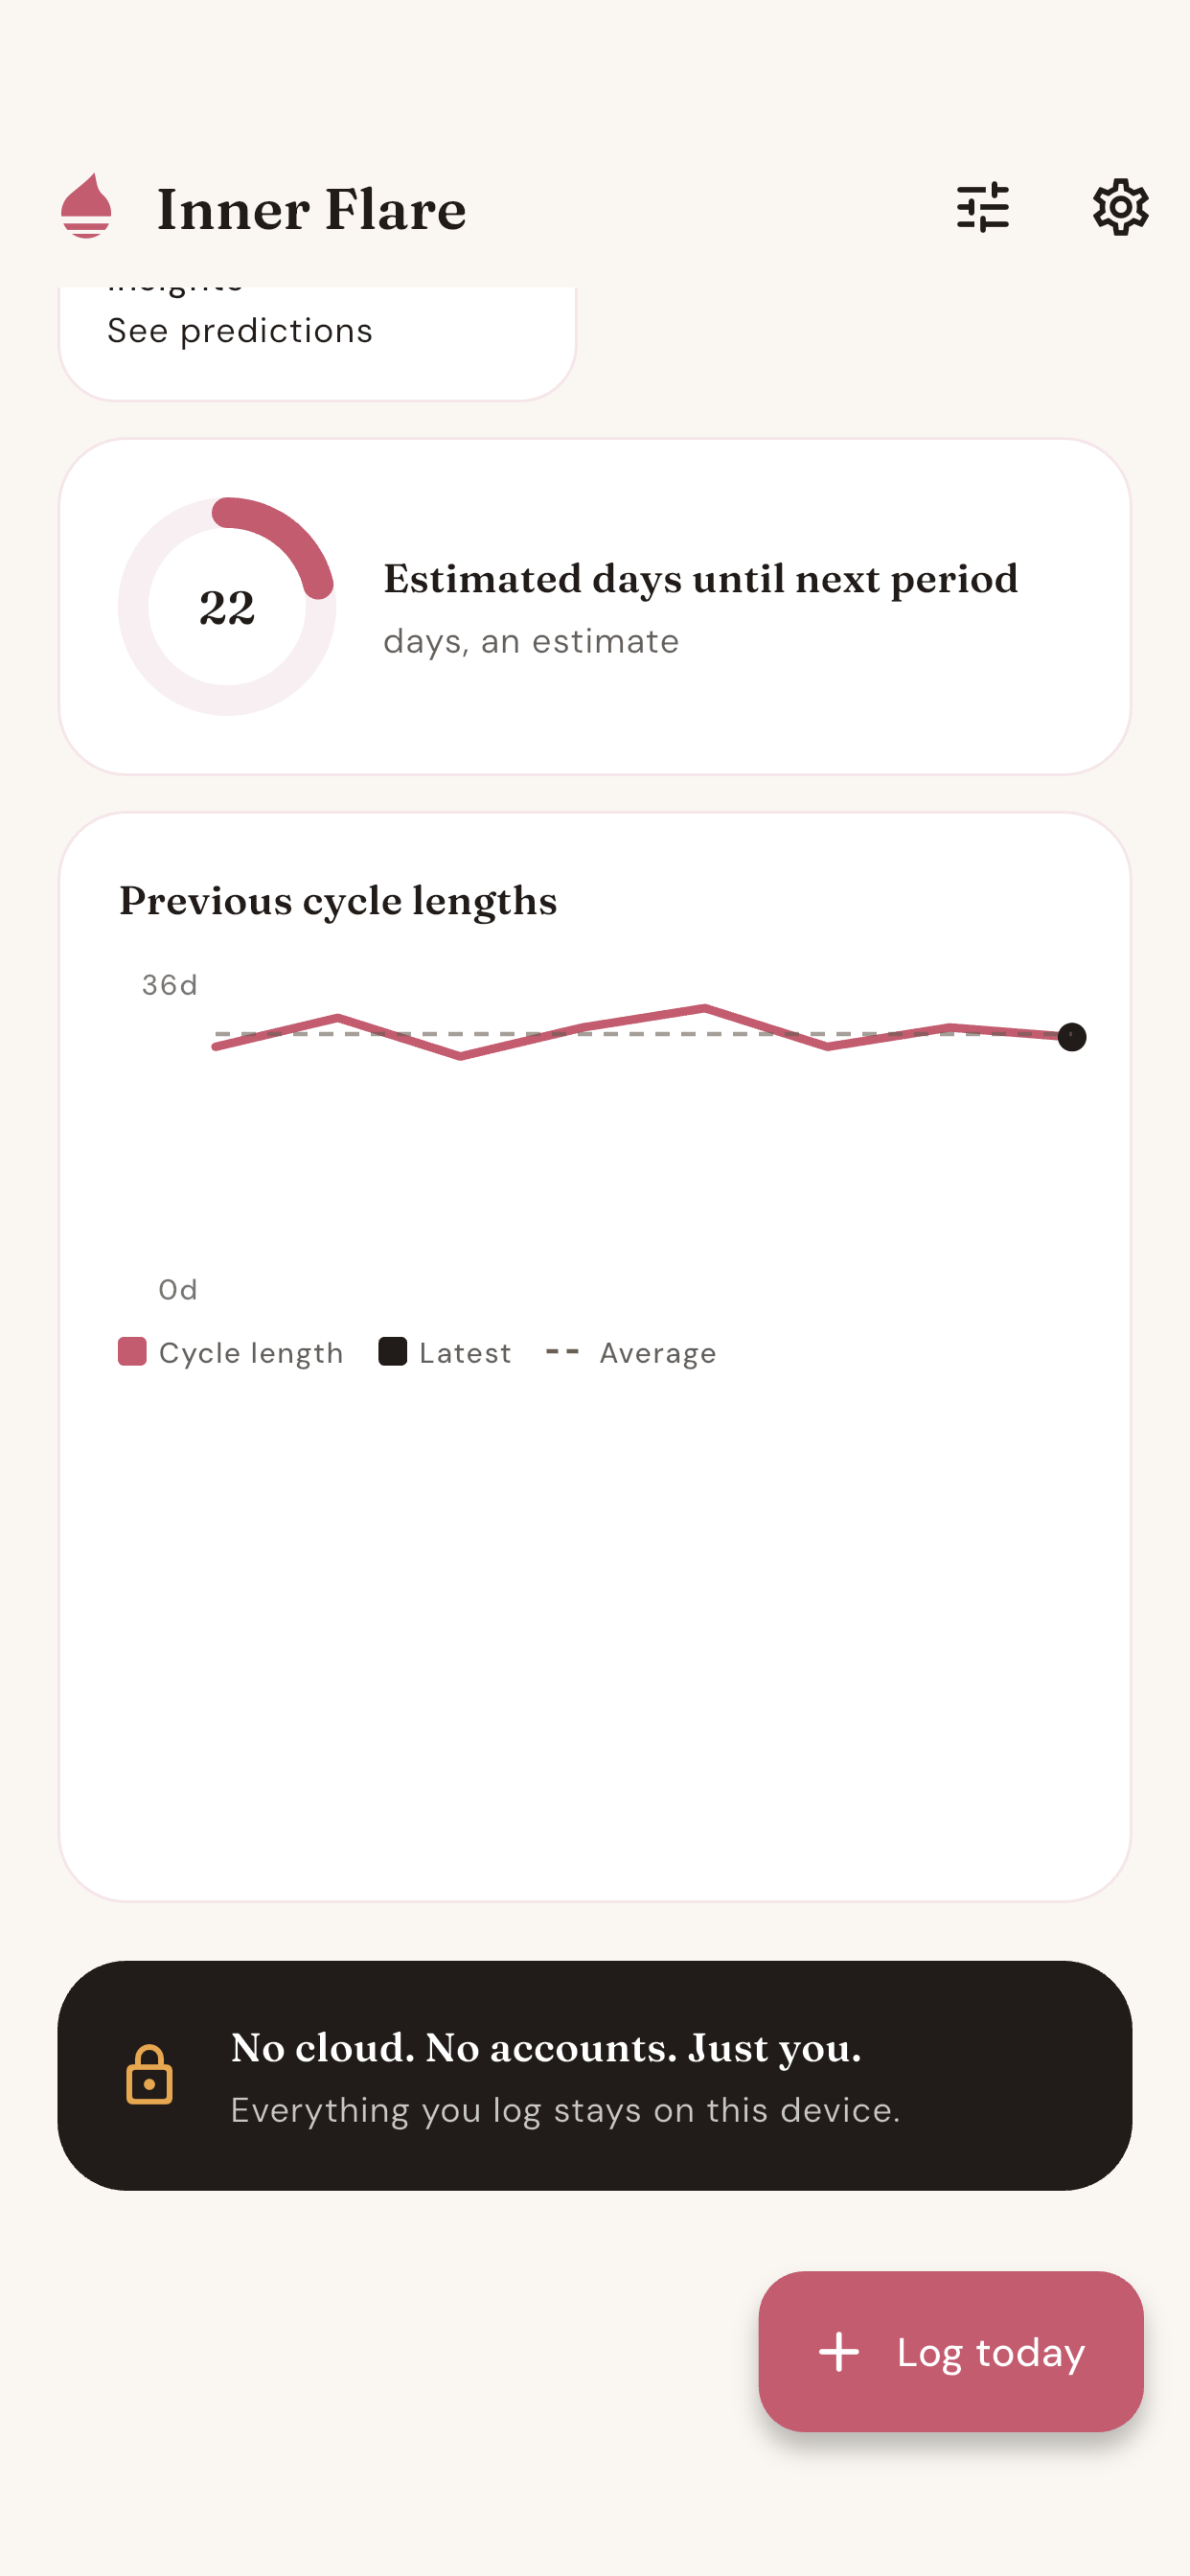 Inner Flare
Insights
See predictions
22
Estimated days until next period
days, an estimate
Previous cycle lengths
36d
0d
Cycle length
Latest
Average
No cloud. No accounts. Just you.
Everything you log stays on this device.
Log today